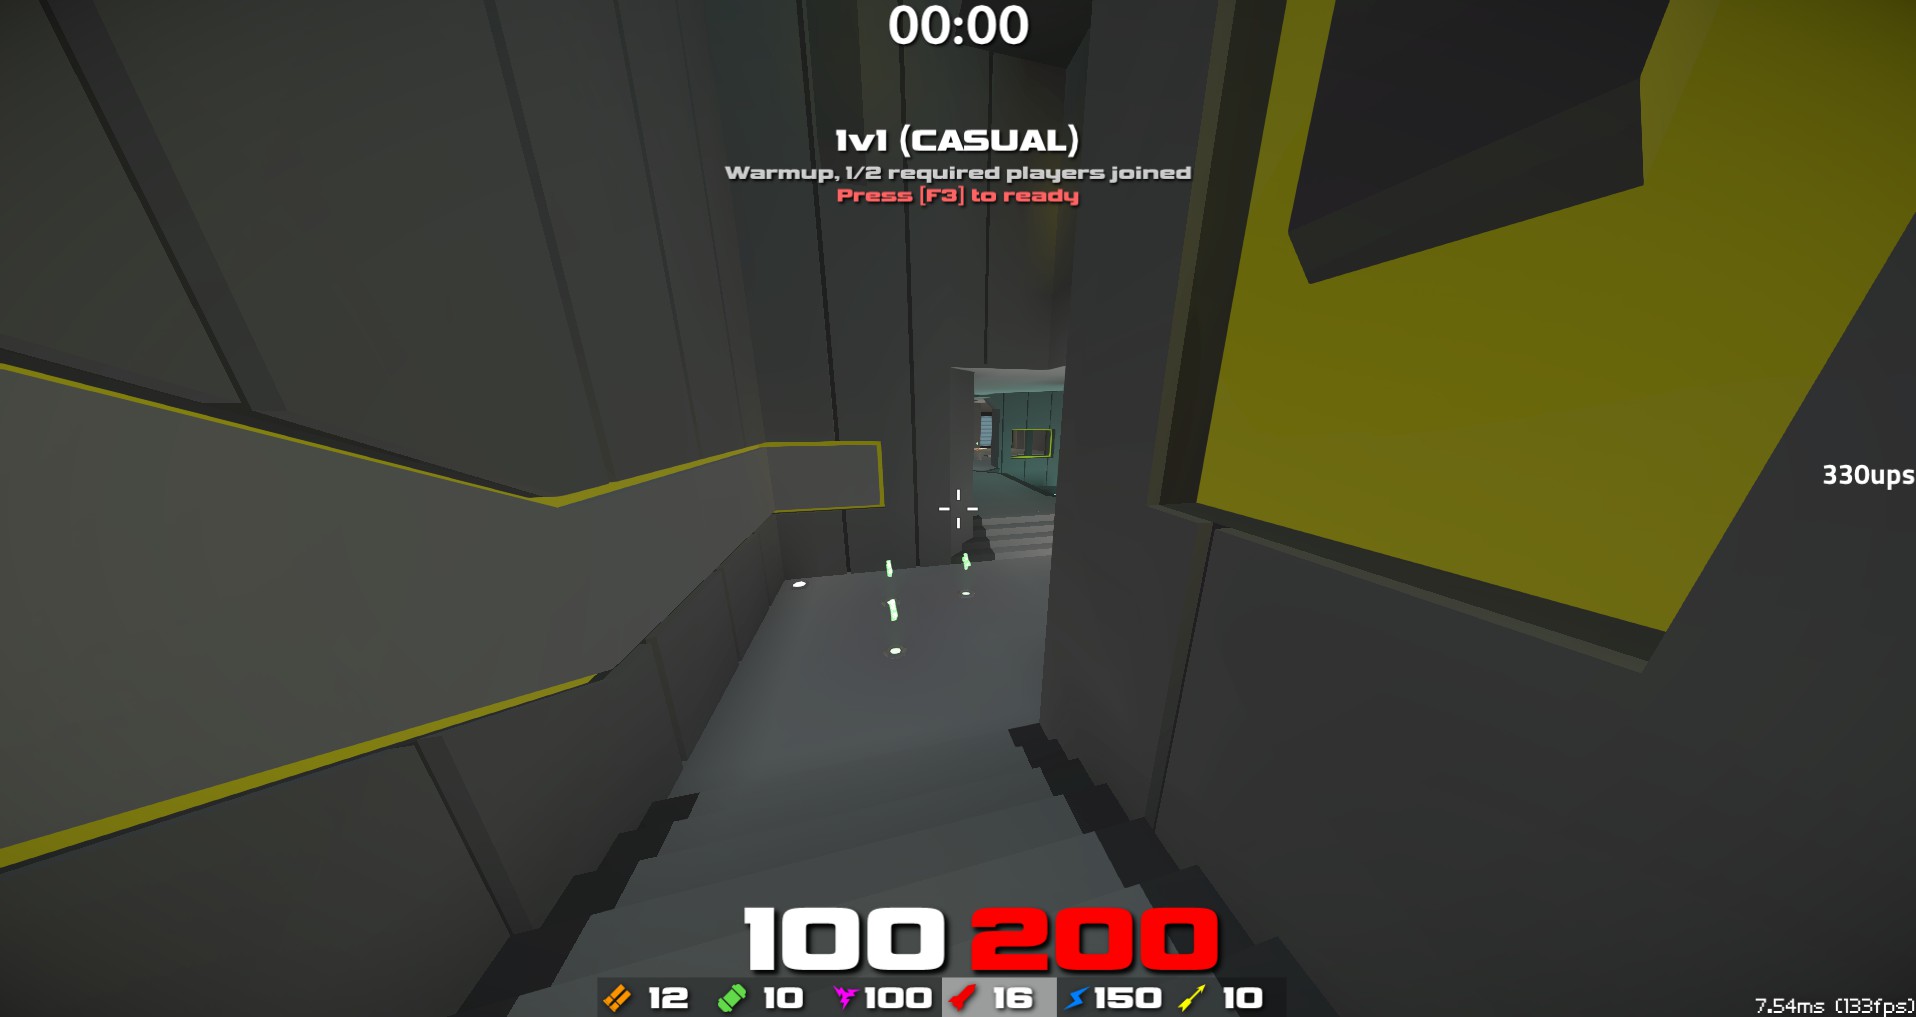 00:00
1v1 (CASUAL)
Warmup, 1/2 required players joined
Press [F3] to ready
330ups
100 200
12 10 100 16 150 10
7.54ms (133fps)